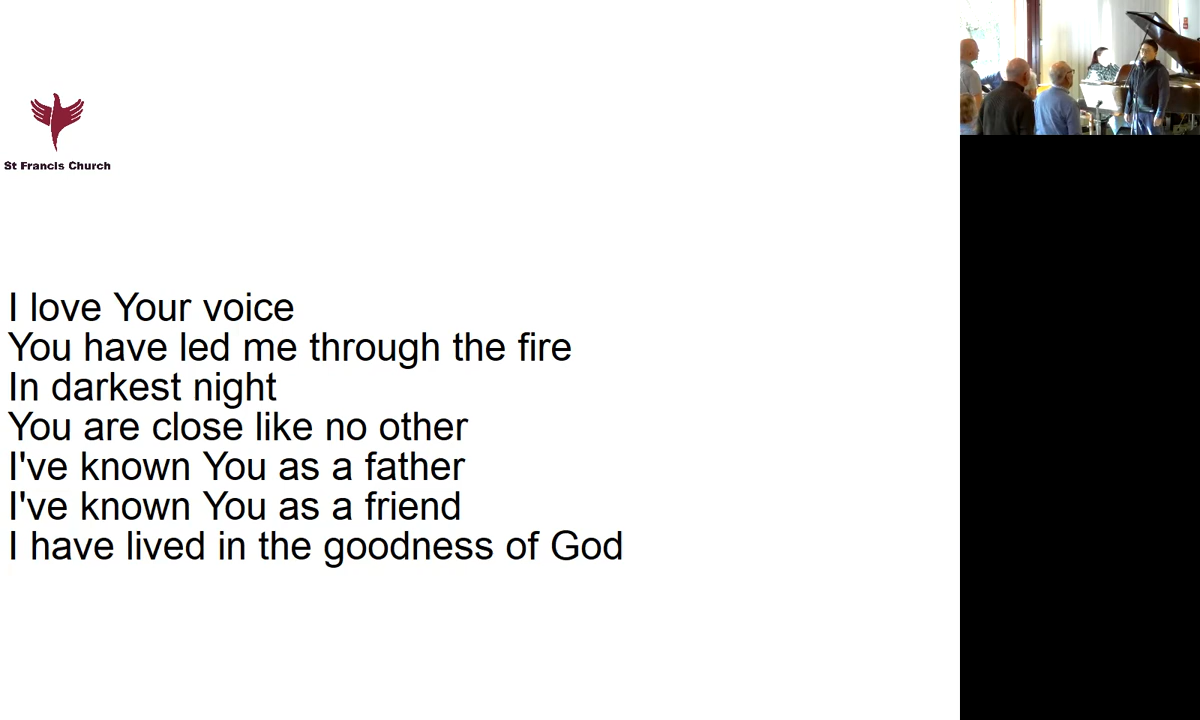 St Francis Church
I love Your voice
You have led me through the fire
In darkest night
You are close like no other
I've known You as a father
I've known You as a friend
I have lived in the goodness of God